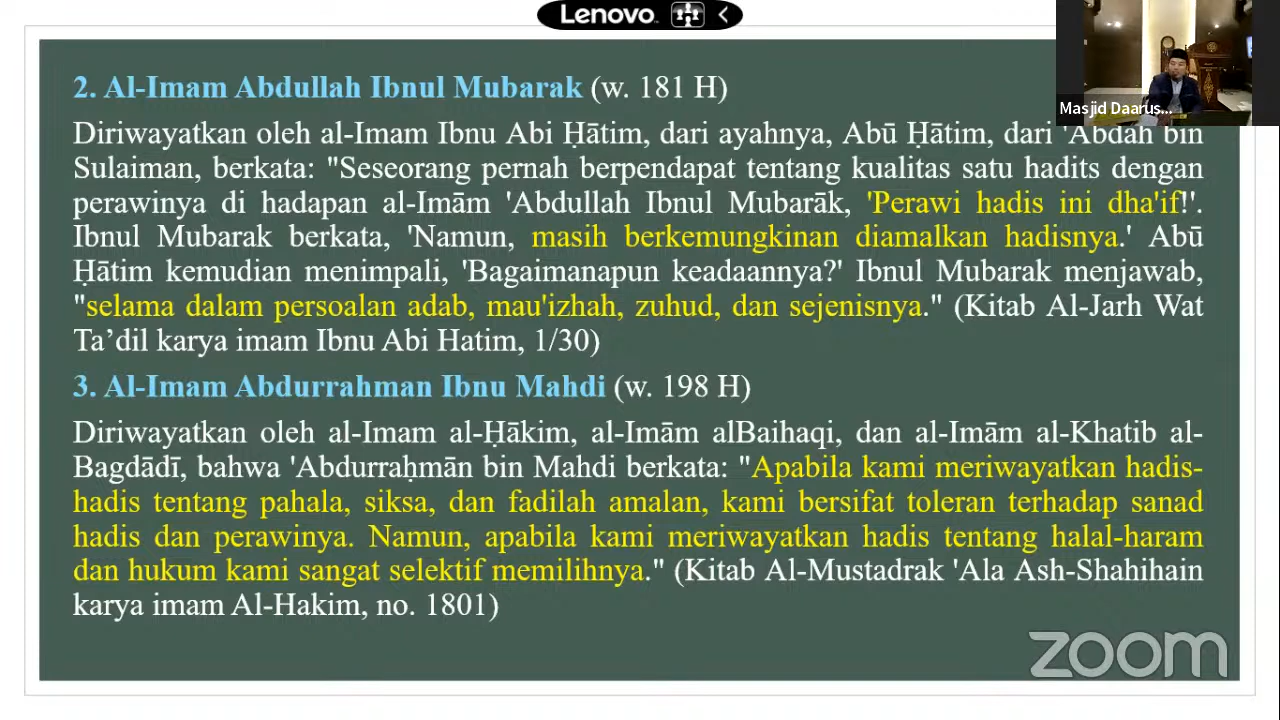 Lenovo
Masjid Daarus...
2. Al-Imam Abdullah Ibnul Mubarak (w. 181 H)
Diriwayatkan oleh al-Imam Ibnu Abi Ḥātim, dari ayahnya, Abū Ḥātim, dari 'Abdah bin
Sulaiman, berkata: "Seseorang pernah berpendapat tentang kualitas satu hadits dengan
perawinya di hadapan al-Imām 'Abdullah Ibnul Mubarāk, 'Perawi hadis ini dha'if!'.
Ibnul Mubarak berkata, 'Namun, masih berkemungkinan diamalkan hadisnya.' Abū
Ḥātim kemudian menimpali, 'Bagaimanapun keadaannya?' Ibnul Mubarak menjawab,
"selama dalam persoalan adab, mau'izhah, zuhud, dan sejenisnya." (Kitab Al-Jarh Wat
Ta’dil karya imam Ibnu Abi Hatim, 1/30)
3. Al-Imam Abdurrahman Ibnu Mahdi (w. 198 H)
Diriwayatkan oleh al-Imam al-Ḥākim, al-Imām alBaihaqi, dan al-Imām al-Khatib al-
Bagdādī, bahwa 'Abdurraḥmān bin Mahdi berkata: "Apabila kami meriwayatkan hadis-
hadis tentang pahala, siksa, dan fadilah amalan, kami bersifat toleran terhadap sanad
hadis dan perawinya. Namun, apabila kami meriwayatkan hadis tentang halal-haram
dan hukum kami sangat selektif memilihnya." (Kitab Al-Mustadrak 'Ala Ash-Shahihain
karya imam Al-Hakim, no. 1801)
zoom